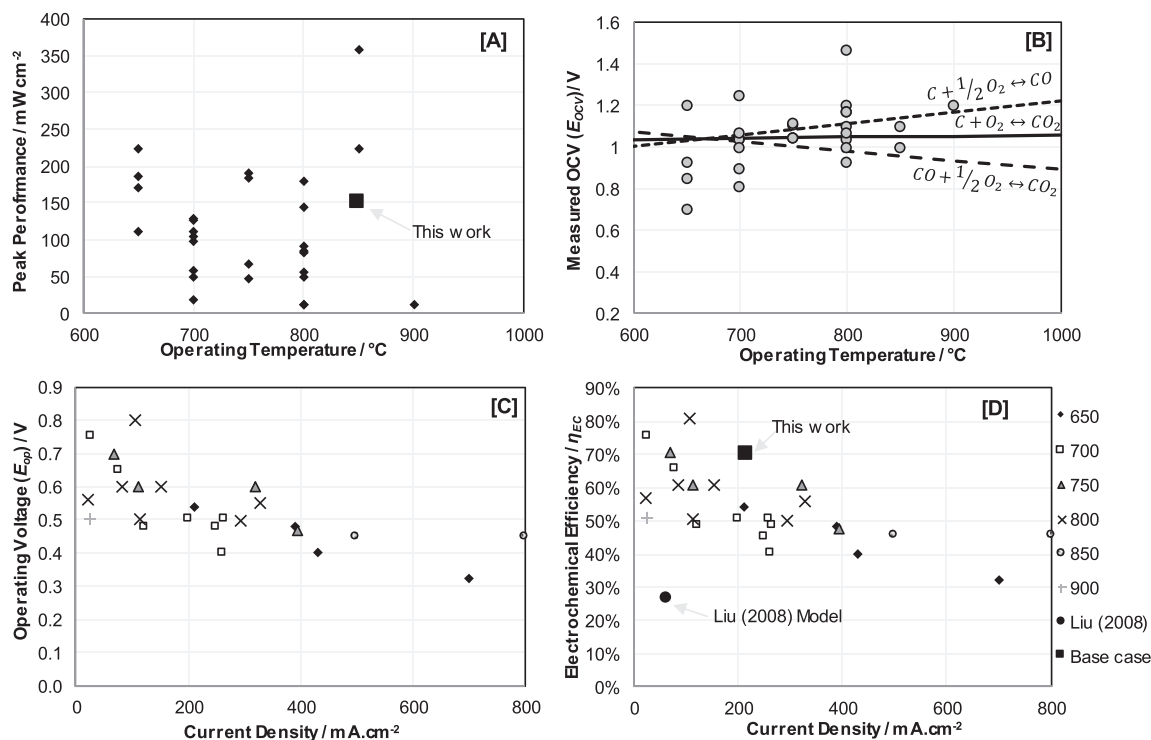 [A]
400
350
300
250
200
150
100
50
0
Peak Perofrmance / mW cm-2
This work
600 700 800 900 1000
Operating Temperature / °C
[B]
1.6
1.4
1.2
1
0.8
0.6
0.4
0.2
Measured OCV (EOCV)/ V
C + 1/2 O2 ↔ CO
C + O2 ↔ CO2
CO + 1/2 O2 ↔ CO2
600 700 800 900 1000
Operating Temperature / °C
[C]
0.9
0.8
0.7
0.6
0.5
0.4
0.3
0.2
0.1
0.0
Operating Voltage (Eop) / V
0 200 400 600 800
Current Density / mA.cm-2
[D]
90%
80%
70%
60%
50%
40%
30%
20%
10%
0%
Electrochemical Efficiency / ηEC
This work
Liu (2008) Model
0 200 400 600 800
Current Density / mA.cm-2
650
700
750
800
850
900
Liu (2008)
Base case